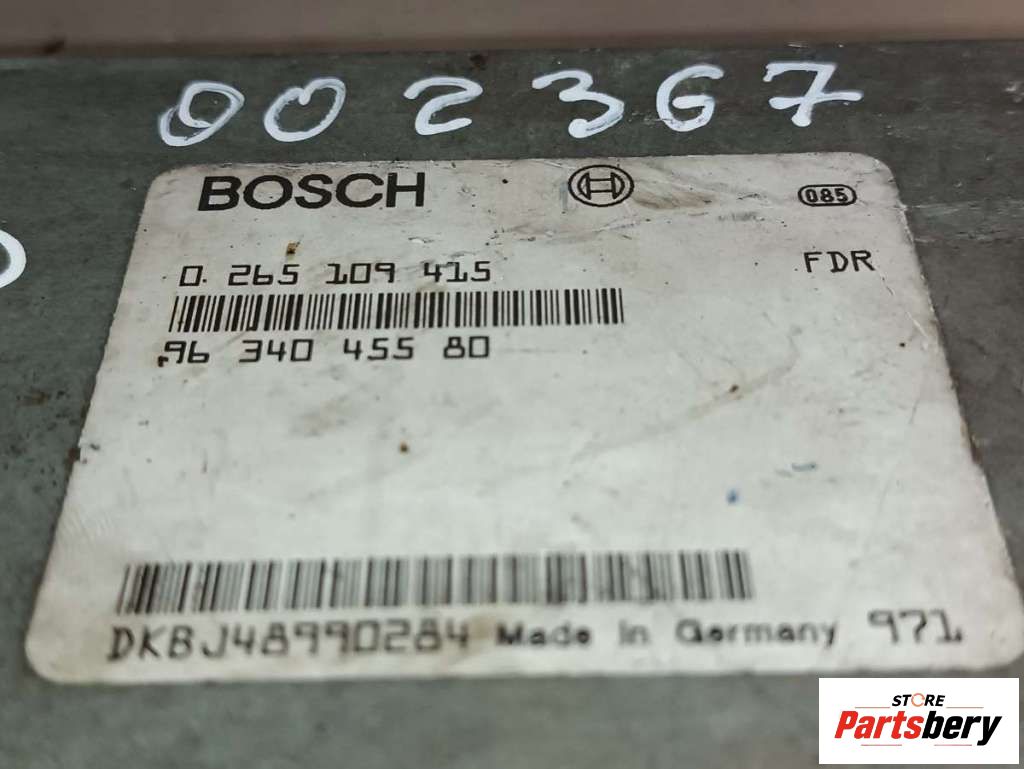 002367
BOSCH
085
0 265 109 415
FDR
96 340 455 80
DKBJ48990284 Made in Germany 971
STORE
Partsbery